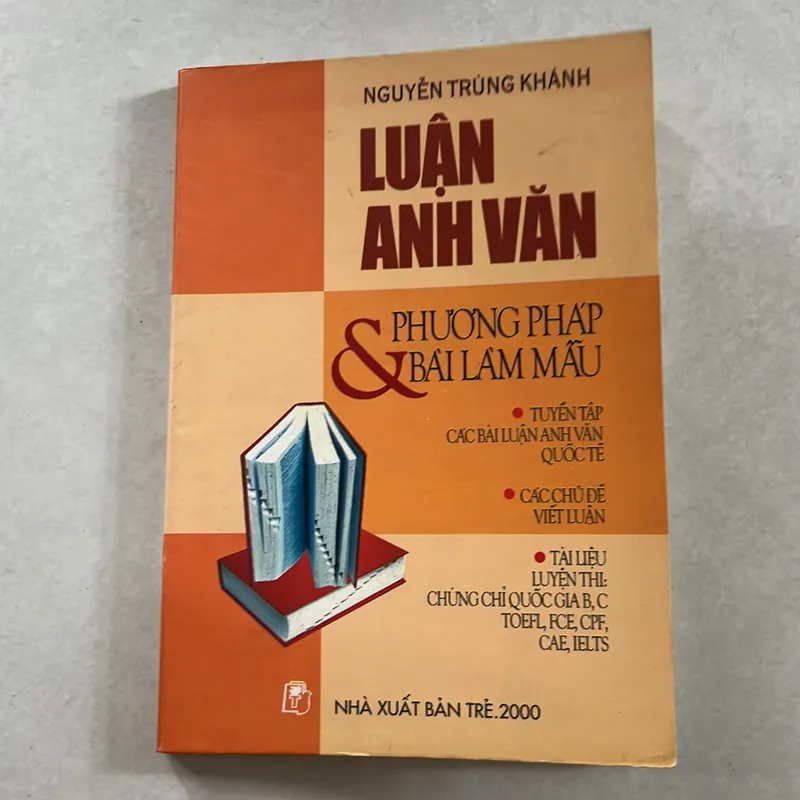 NGUYỄN TRÙNG KHÁNH
LUẬN
ANH VĂN
& PHƯƠNG PHÁP
BÀI LÀM MẪU
• TUYỂN TẬP
CÁC BÀI LUẬN ANH VĂN
QUỐC TẾ
• CÁC CHỦ ĐỀ
VIẾT LUẬN
• TÀI LIỆU
LUYỆN THI:
CHỨNG CHỈ QUỐC GIA B, C
TOEFL, FCE, CPF,
CAE, IELTS
NHÀ XUẤT BẢN TRẺ.2000